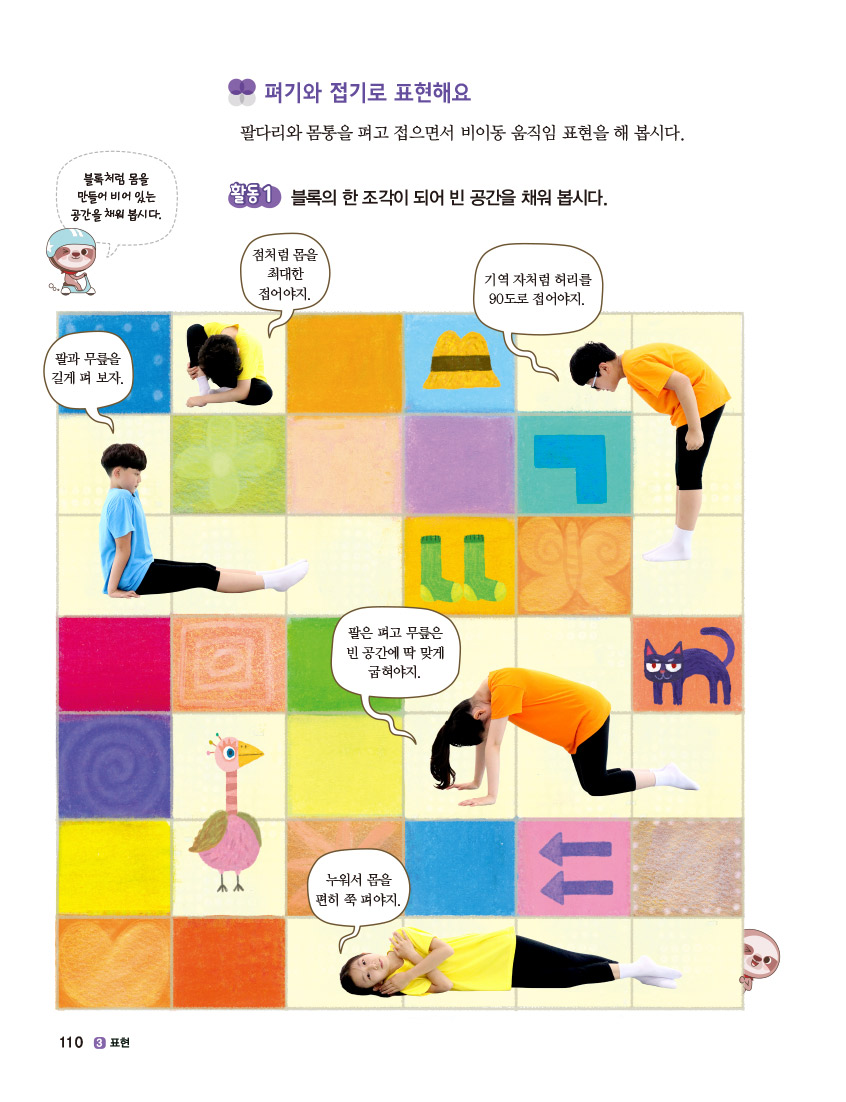 펴기와 접기로 표현해요
팔다리와 몸통을 펴고 접으면서 비이동 움직임 표현을 해 봅시다.
블록처럼 몸을
만들어 비어 있는
공간을 채워 봅시다.
활동 1 블록의 한 조각이 되어 빈 공간을 채워 봅시다.
점처럼 몸을
최대한
접어야지.
기역 자처럼 허리를
90도로 접어야지.
팔과 무릎을
길게 펴 보자.
팔은 펴고 무릎은
빈 공간에 딱 맞게
굽혀야지.
누워서 몸을
편히 쭉 펴야지.
110 3 표현